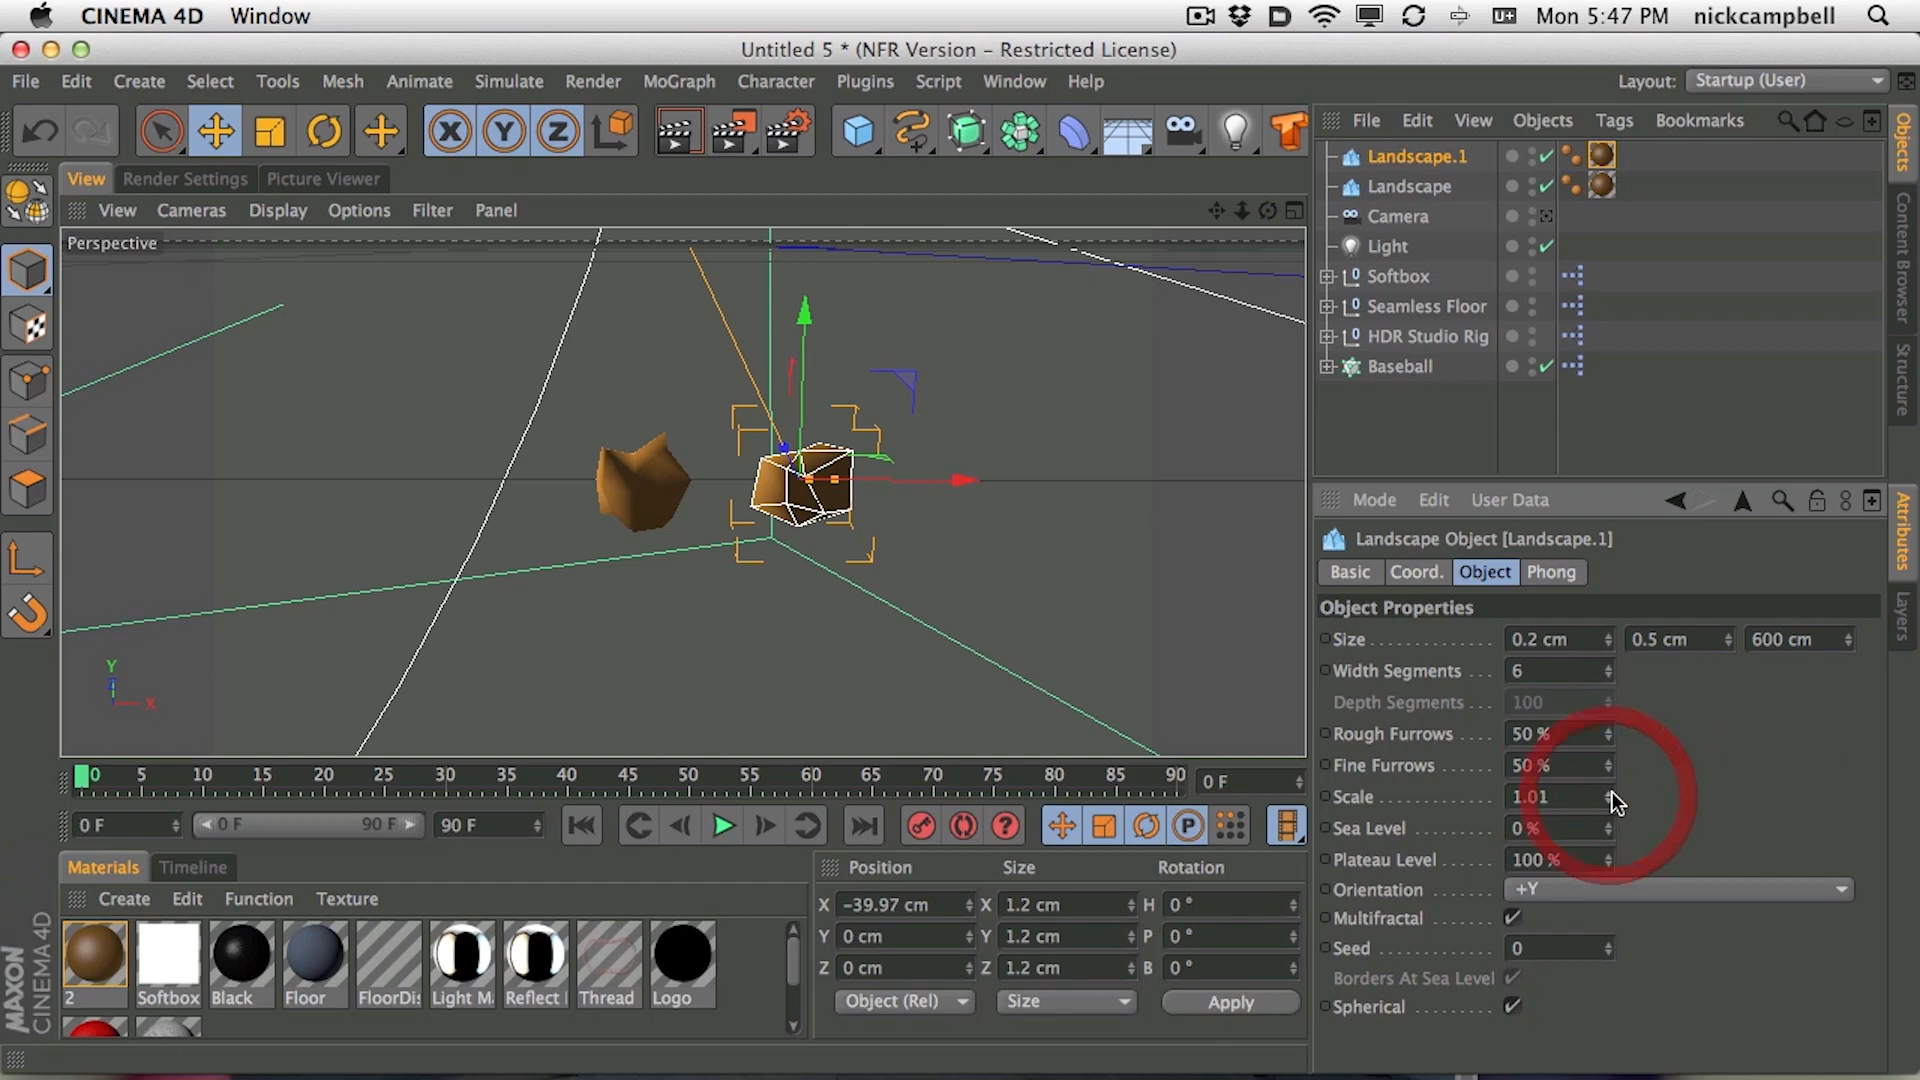 CINEMA 4D Window Mon 5:47 PM nickcampbell
Untitled 5 * (NFR Version – Restricted License)
File Edit Create Select Tools Mesh Animate Simulate Render MoGraph Character Plugins Script Window Help Layout: Startup (User)
X Y Z
File Edit View Objects Tags Bookmarks
View Render Settings Picture Viewer
View Cameras Display Options Filter Panel
Perspective
Landscape.1
Landscape
Camera
Light
Softbox
Seamless Floor
HDR Studio Rig
Baseball
Objects
Content Browser
Structure
Y
Z
X
Mode Edit User Data
Landscape Object [Landscape.1]
Basic Coord. Object Phong
Object Properties
Size 0.2 cm 0.5 cm 600 cm
Width Segments 6
Depth Segments 100
Rough Furrows 50 %
Fine Furrows 50 %
Scale 1.01
Sea Level 0 %
Plateau Level 100 %
Orientation +Y
Multifractal
Seed 0
Borders At Sea Level
Spherical
Attributes
Layers
0 5 10 15 20 25 30 35 40 45 50 55 60 65 70 75 80 85 90 0 F
0 F 0 F 90 F 90 F ? P
Materials Timeline
Create Edit Function Texture
2 Softbox Black Floor FloorDis Light M Reflect Thread Logo
Position Size Rotation
X -39.97 cm X 1.2 cm H 0 °
Y 0 cm Y 1.2 cm P 0 °
Z 0 cm Z 1.2 cm B 0 °
Object (Rel) Size Apply
MAXON
CINEMA 4D